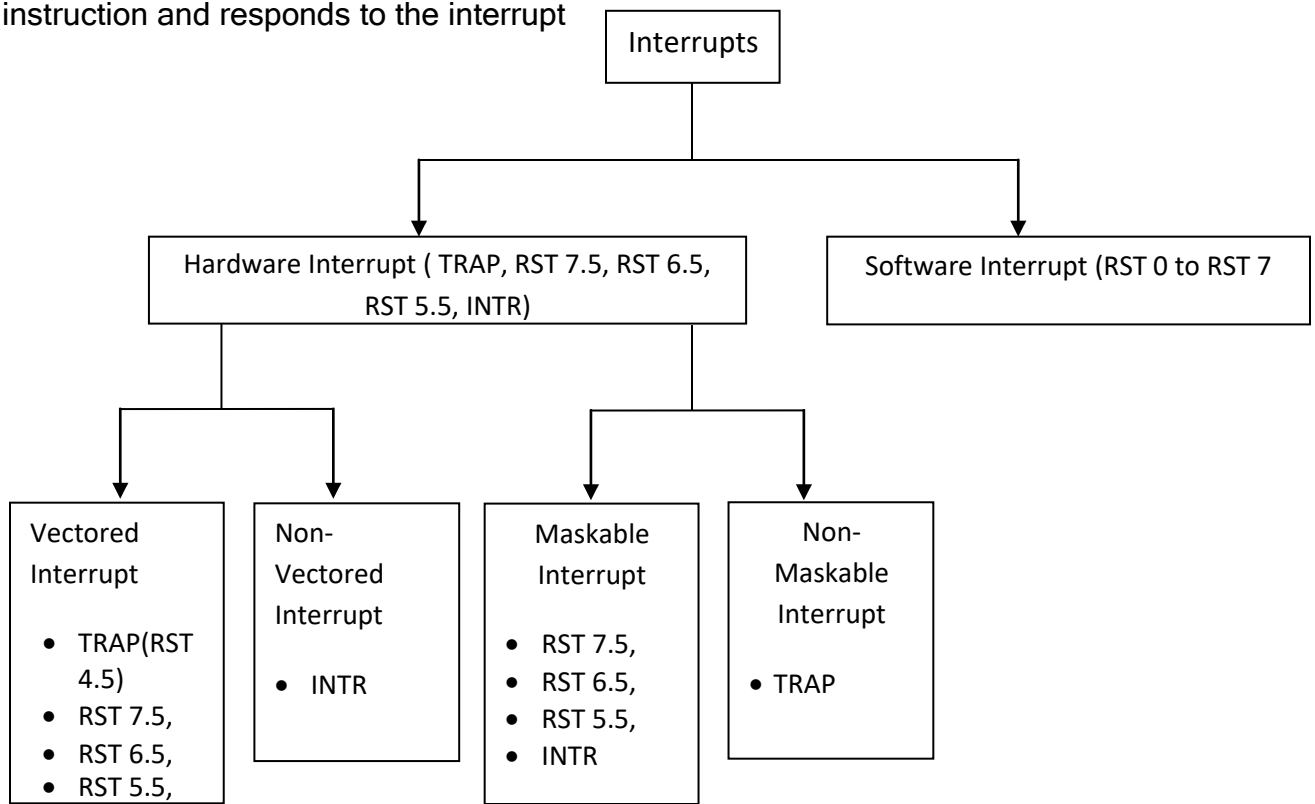 instruction and responds to the interrupt
Interrupts
Hardware Interrupt ( TRAP, RST 7.5, RST 6.5,
RST 5.5, INTR)
Software Interrupt (RST 0 to RST 7
Vectored
Interrupt
• TRAP(RST
4.5)
• RST 7.5,
• RST 6.5,
• RST 5.5,
Non-
Vectored
Interrupt
• INTR
Maskable
Interrupt
• RST 7.5,
• RST 6.5,
• RST 5.5,
• INTR
Non-
Maskable
Interrupt
• TRAP